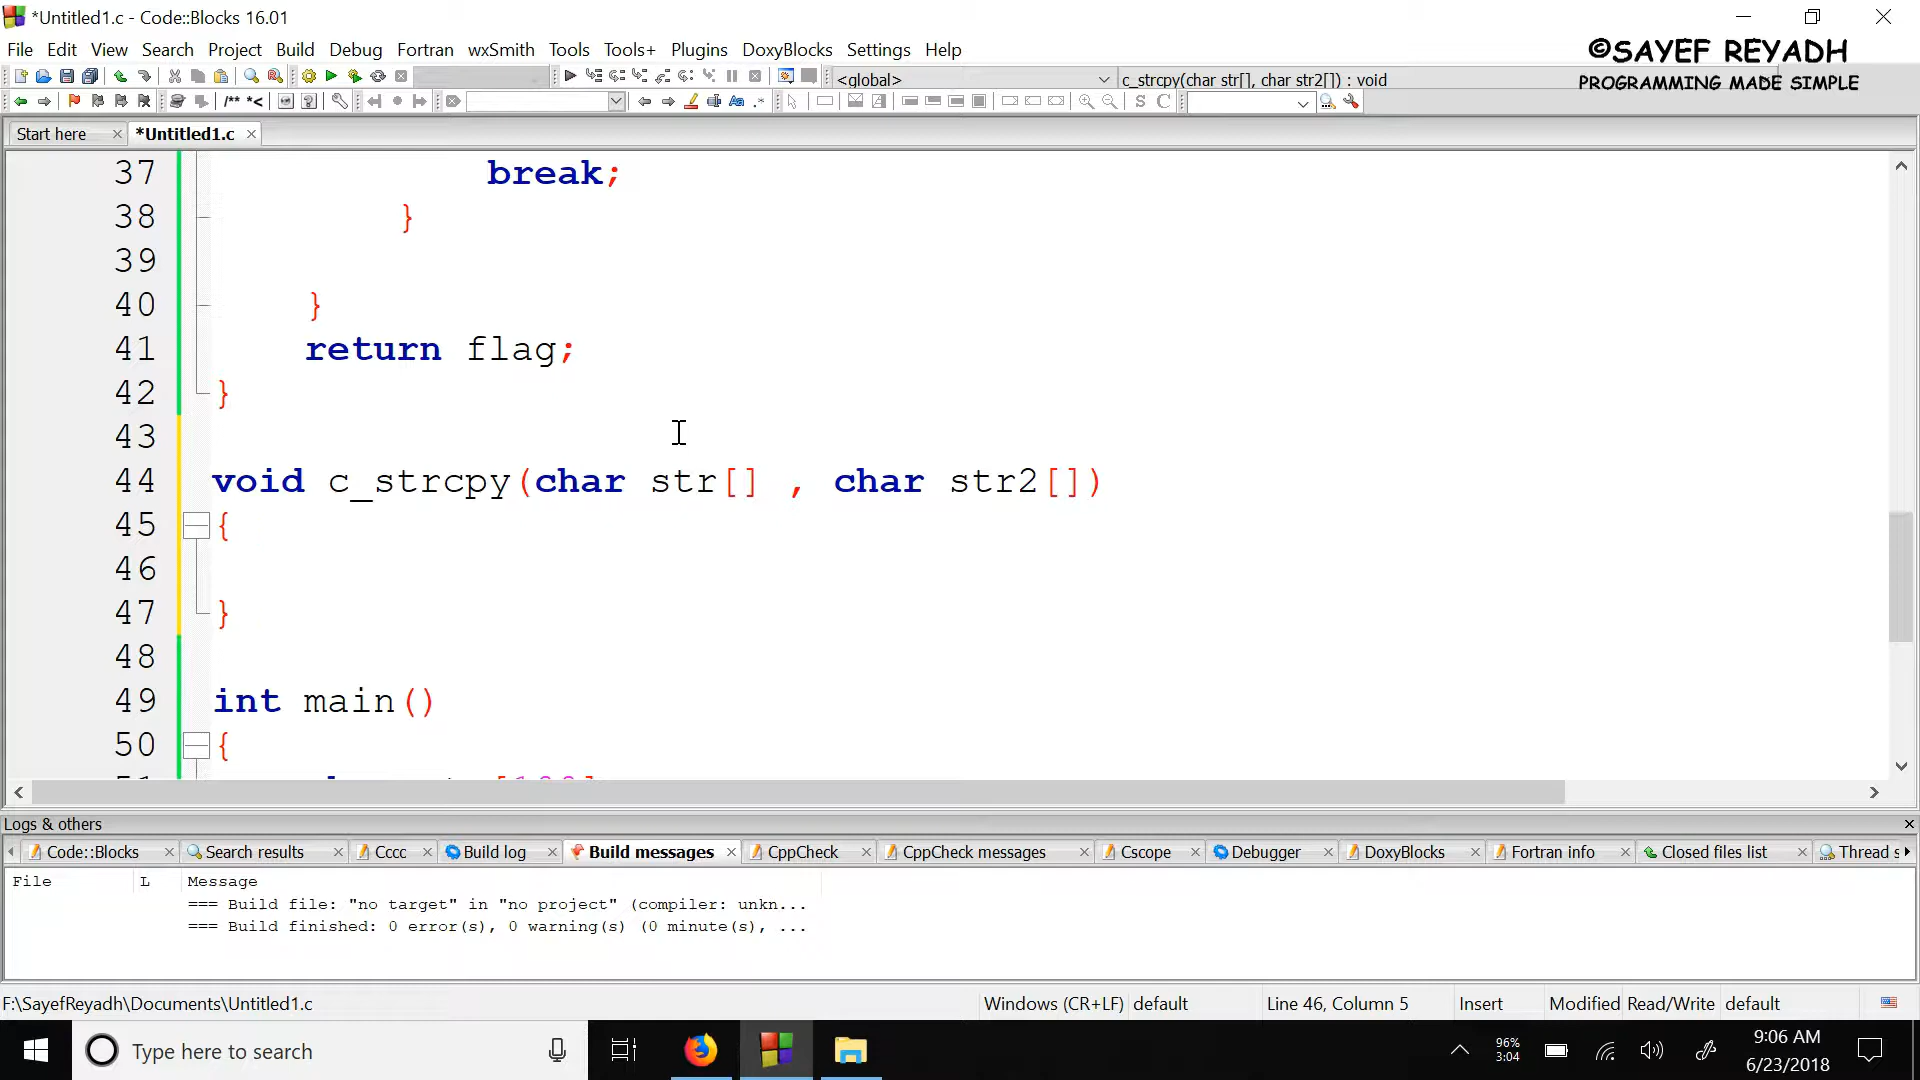 *Untitled1.c - Code::Blocks 16.01
File Edit View Search Project Build Debug Fortran wxSmith Tools Tools+ Plugins DoxyBlocks Settings Help
©SAYEF REYADH
PROGRAMMING MADE SIMPLE
<global> c_strcpy(char str[], char str2[]) : void
/** *< Aa .* S C
Start here *Untitled1.c
37 break;
38 }
39
40 }
41 return flag;
42 }
43
44 void c_strcpy(char str[] , char str2[])
45 {
46
47 }
48
49 int main()
50 {
Logs & others
Code::Blocks Search results Cccc Build log Build messages CppCheck CppCheck messages Cscope Debugger DoxyBlocks Fortran info Closed files list Thread s
File L Message
=== Build file: "no target" in "no project" (compiler: unkn...
=== Build finished: 0 error(s), 0 warning(s) (0 minute(s), ...
F:\SayefReyadh\Documents\Untitled1.c Windows (CR+LF) default Line 46, Column 5 Insert Modified Read/Write default
Type here to search
96%
3:04
9:06 AM
6/23/2018